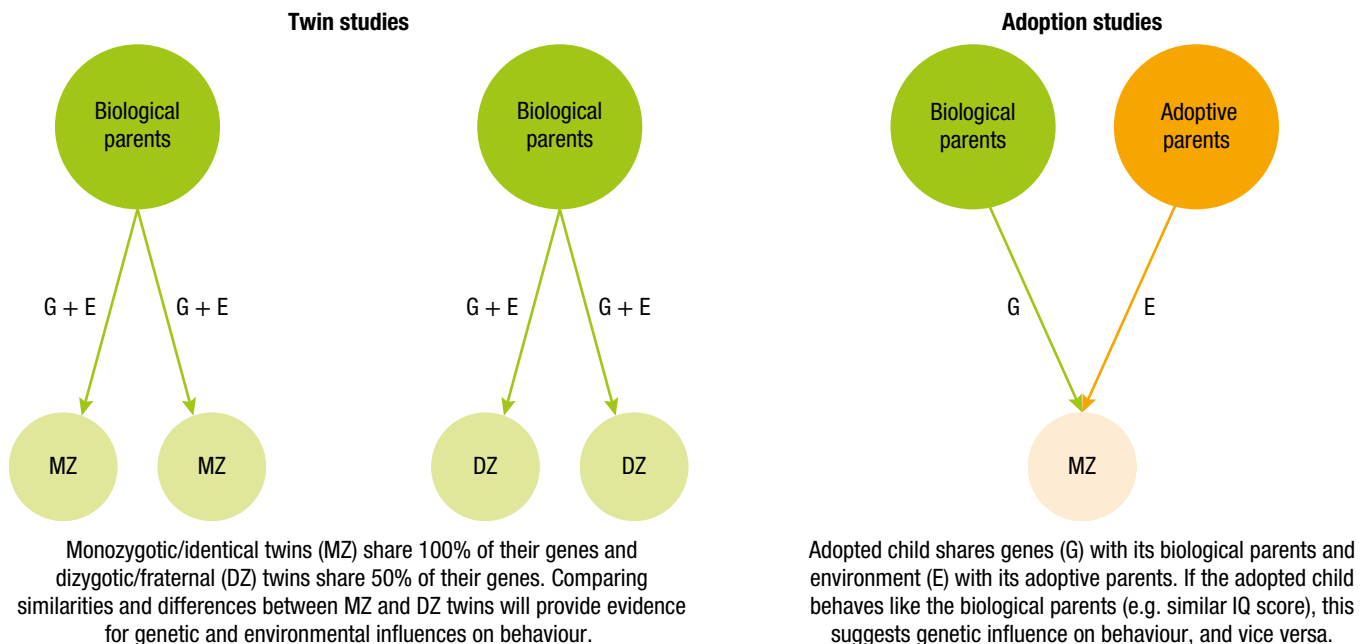 Twin studies
Biological
parents
Biological
parents
G + E
G + E
G + E
G + E
MZ
MZ
DZ
DZ
Monozygotic/identical twins (MZ) share 100% of their genes and
dizygotic/fraternal (DZ) twins share 50% of their genes. Comparing
similarities and differences between MZ and DZ twins will provide evidence
for genetic and environmental influences on behaviour.
Adoption studies
Biological
parents
Adoptive
parents
G
E
MZ
Adopted child shares genes (G) with its biological parents and
environment (E) with its adoptive parents. If the adopted child
behaves like the biological parents (e.g. similar IQ score), this
suggests genetic influence on behaviour, and vice versa.